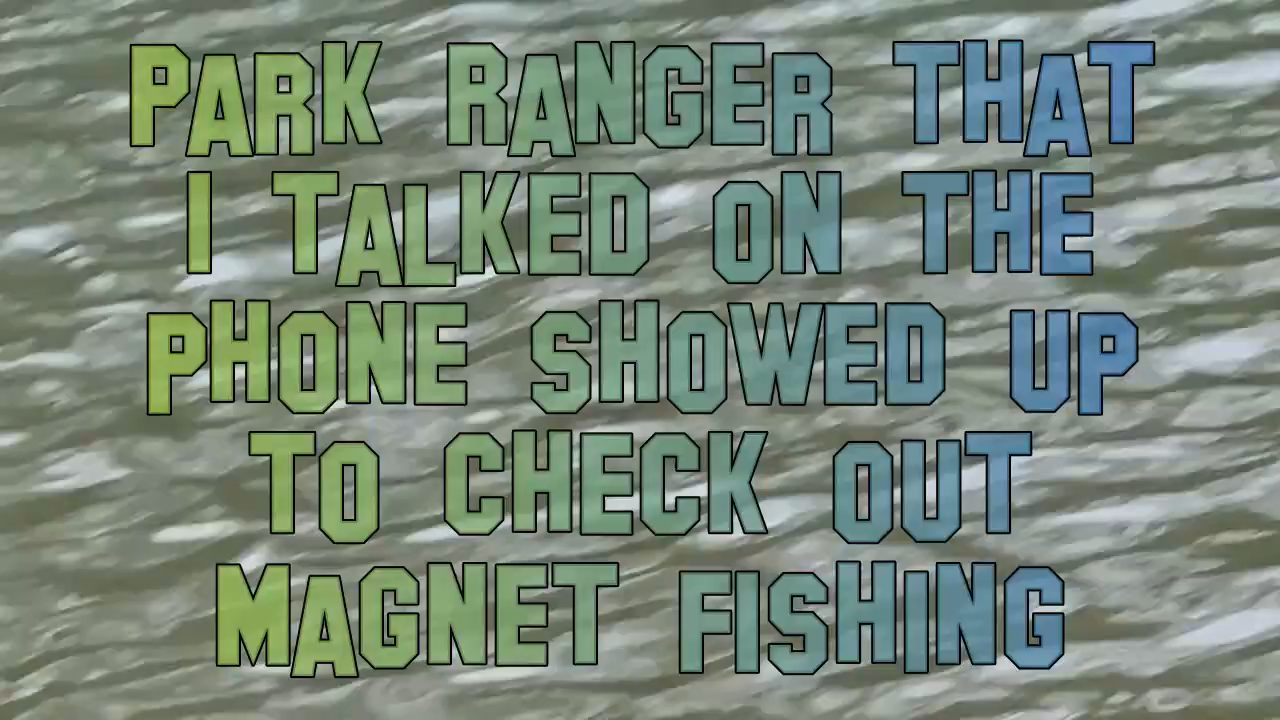 PARK RANGER THAT
I TALKED ON THE
PHONE SHOWED UP
TO CHECK OUT
MAGNET FISHING